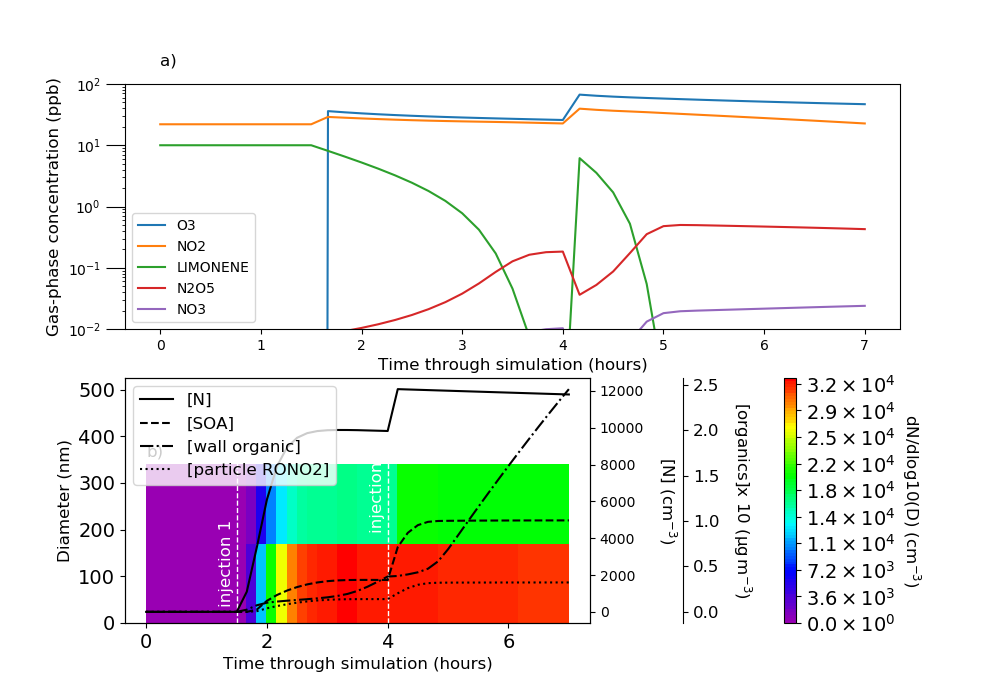 a)
Gas-phase concentration (ppb)
10²
10¹
10⁰
10⁻¹
10⁻²
O3
NO2
LIMONENE
N2O5
NO3
0 1 2 3 4 5 6 7
Time through simulation (hours)
b)
Diameter (nm)
500
400
300
200
100
0
[N]
[SOA]
[wall organic]
[particle RONO2]
injection 1
injection
0 2 4 6
Time through simulation (hours)
12000
10000
8000
6000
4000
2000
0
[N] (cm⁻³)
2.5
2.0
1.5
1.0
0.5
0.0
[organics]x 10 (µgm⁻³)
3.2 × 10⁴
2.9 × 10⁴
2.5 × 10⁴
2.2 × 10⁴
1.8 × 10⁴
1.4 × 10⁴
1.1 × 10⁴
7.2 × 10³
3.6 × 10³
0.0 × 10⁰
dN/dlog10(D) (cm⁻³)